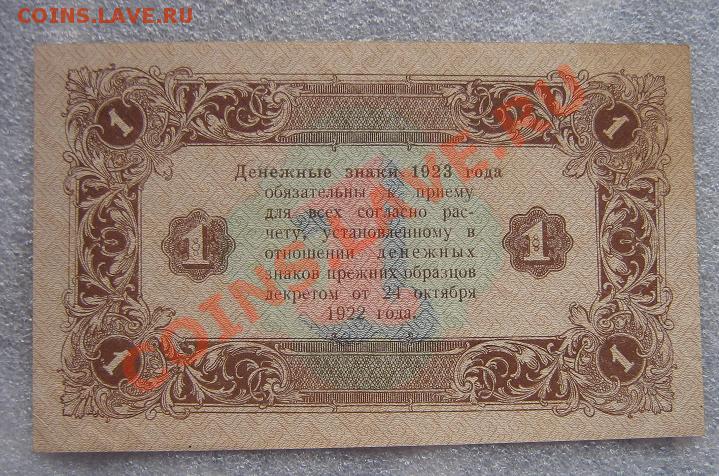 COINS.LAVE.RU
1 1
Денежные знаки 1923 года
обязательны к приему
для всех согласно рас-
чету, установленному в
1 1
отношении денежных
знаков прежних образцов
декретом от 24 октября
1922 года.
1 1
COINS.LAVE.RU